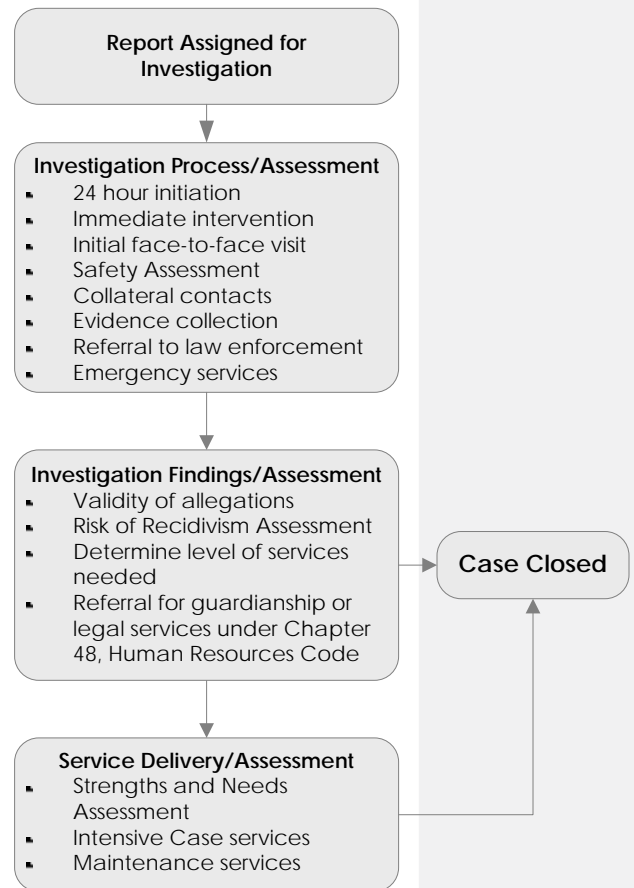 Report Assigned for
Investigation
Investigation Process/Assessment
▪ 24 hour initiation
▪ Immediate intervention
▪ Initial face-to-face visit
▪ Safety Assessment
▪ Collateral contacts
▪ Evidence collection
▪ Referral to law enforcement
▪ Emergency services
Investigation Findings/Assessment
▪ Validity of allegations
▪ Risk of Recidivism Assessment
▪ Determine level of services
needed
▪ Referral for guardianship or
legal services under Chapter
48, Human Resources Code
Case Closed
Service Delivery/Assessment
▪ Strengths and Needs
Assessment
▪ Intensive Case services
▪ Maintenance services